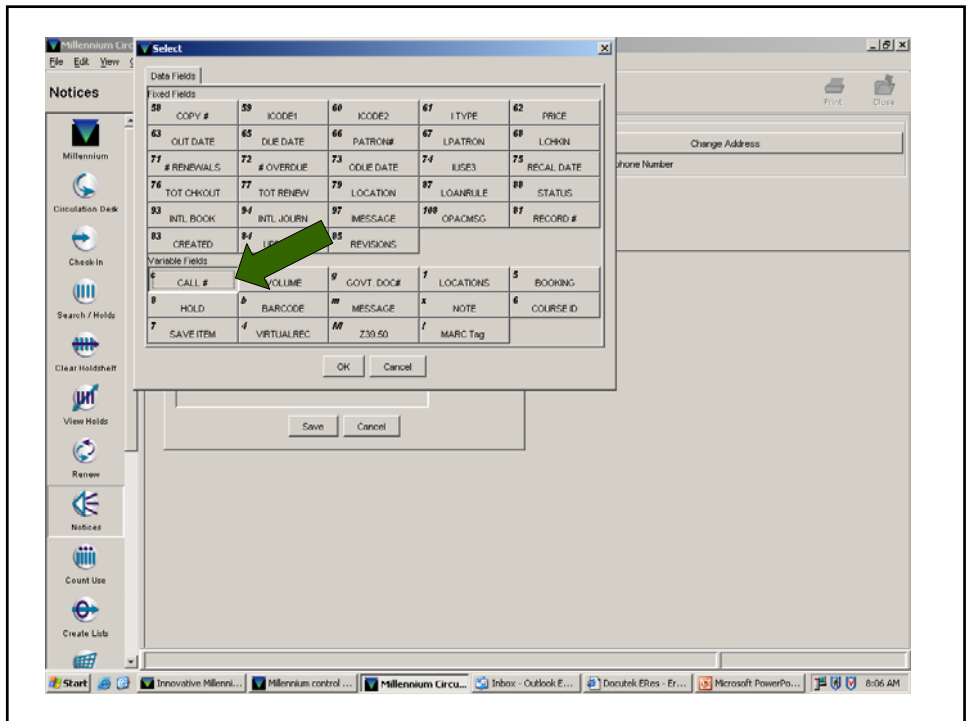 Millennium Circ
Select
File Edit View
Data Fields
Notices
Print Close
Fixed Fields
58 COPY # 59 ICODE1 60 ICODE2 61 I TYPE 62 PRICE
63 OUT DATE 65 DUE DATE 66 PATRON# 67 LPATRON 68 LCHKIN
71 # RENEWALS 72 # OVERDUE 73 ODUE DATE 74 IUSE3 75 RECAL DATE
76 TOT CHKOUT 77 TOT RENEW 79 LOCATION 87 LOANRULE 88 STATUS
93 INTL BOOK 94 INTL JOURN 97 IMESSAGE 108 OPACMSG 81 RECORD #
83 CREATED 84 85 REVISIONS
Variable Fields
c CALL # VOLUME g GOVT. DOC# 1 LOCATIONS 5 BOOKING
8 HOLD b BARCODE m MESSAGE x NOTE 6 COURSE ID
7 SAVE ITEM 4 VIRTUALREC M Z39.50 ! MARC Tag
OK Cancel
Change Address
phone Number
Save Cancel
Millennium
Circulation Desk
Check-In
Search / Holds
Clear Holdshelf
View Holds
Renew
Notices
Count Use
Create Lists
Start Innovative Millenni... Millennium control ... Millennium Circu... Inbox - Outlook E... Docutek ERes - Er... Microsoft PowerPo... 8:06 AM